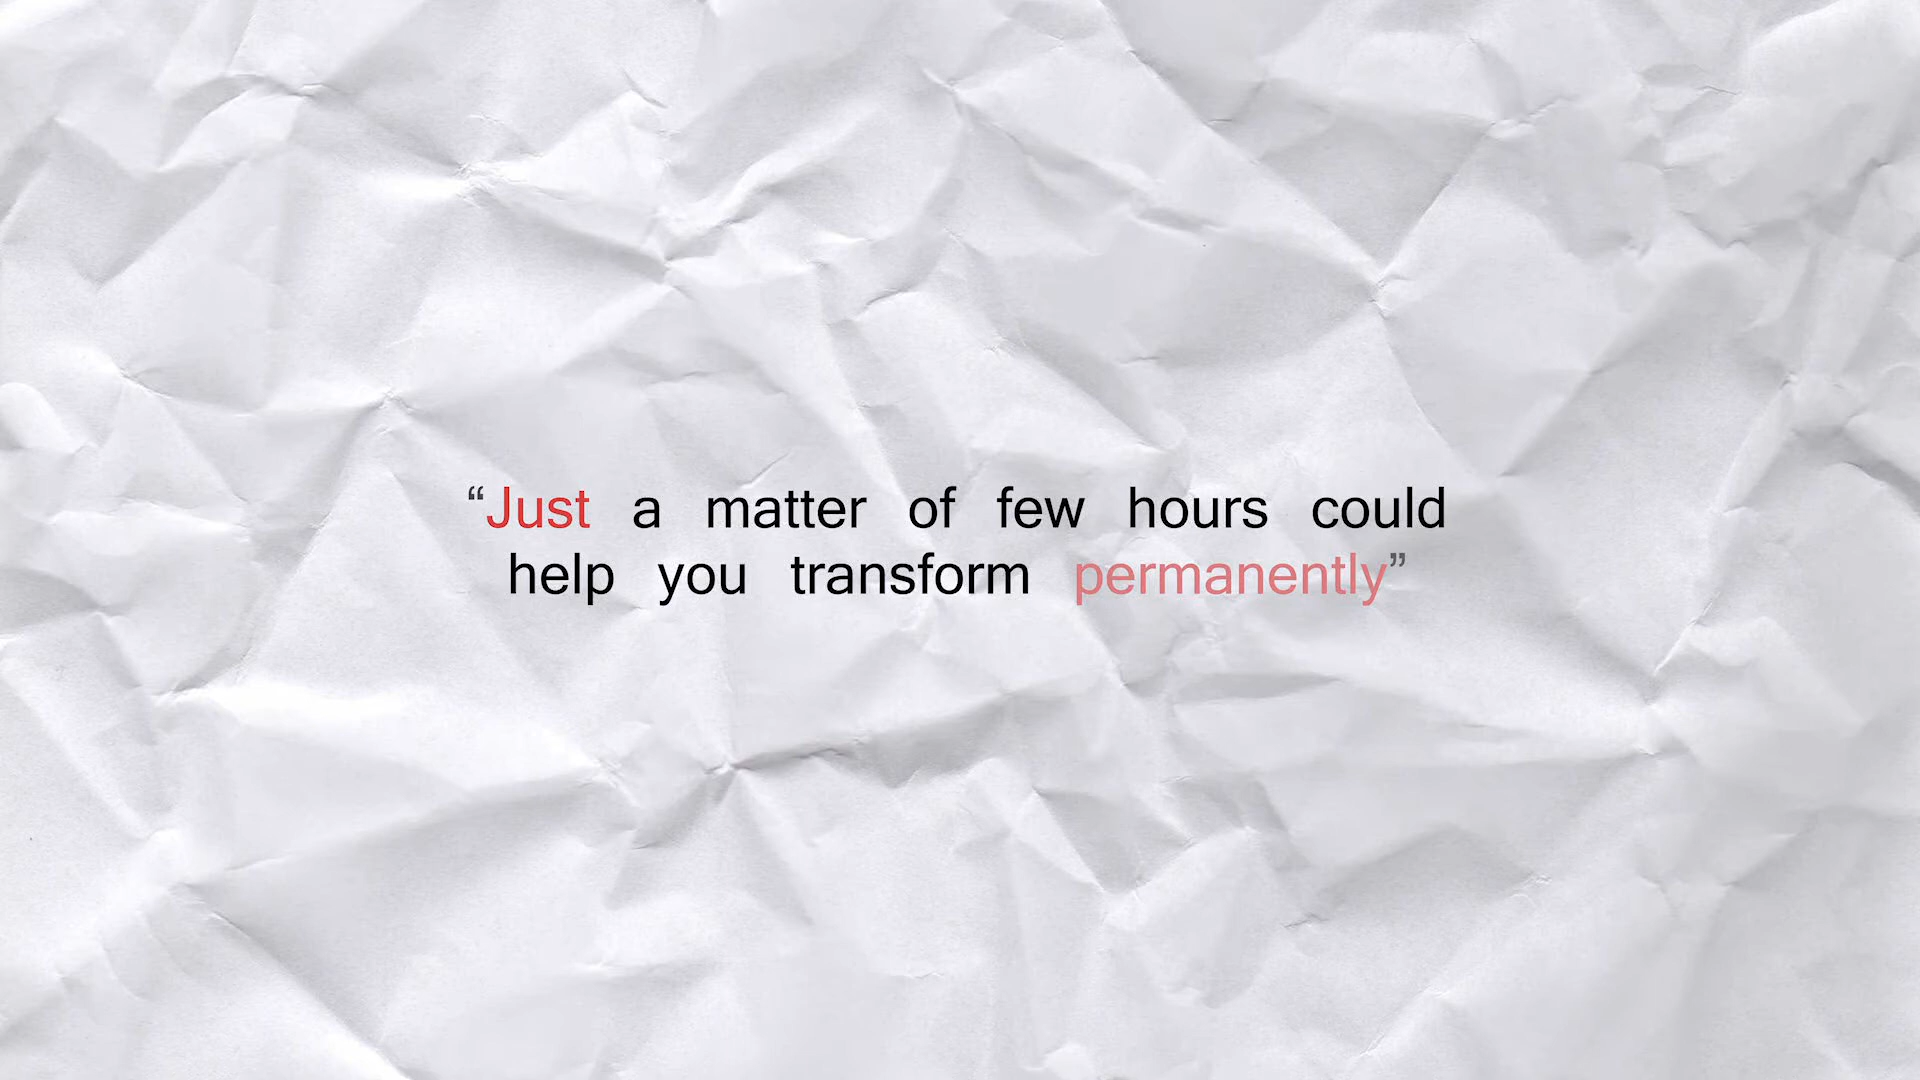 “Just a matter of few hours could
help you transform permanently”